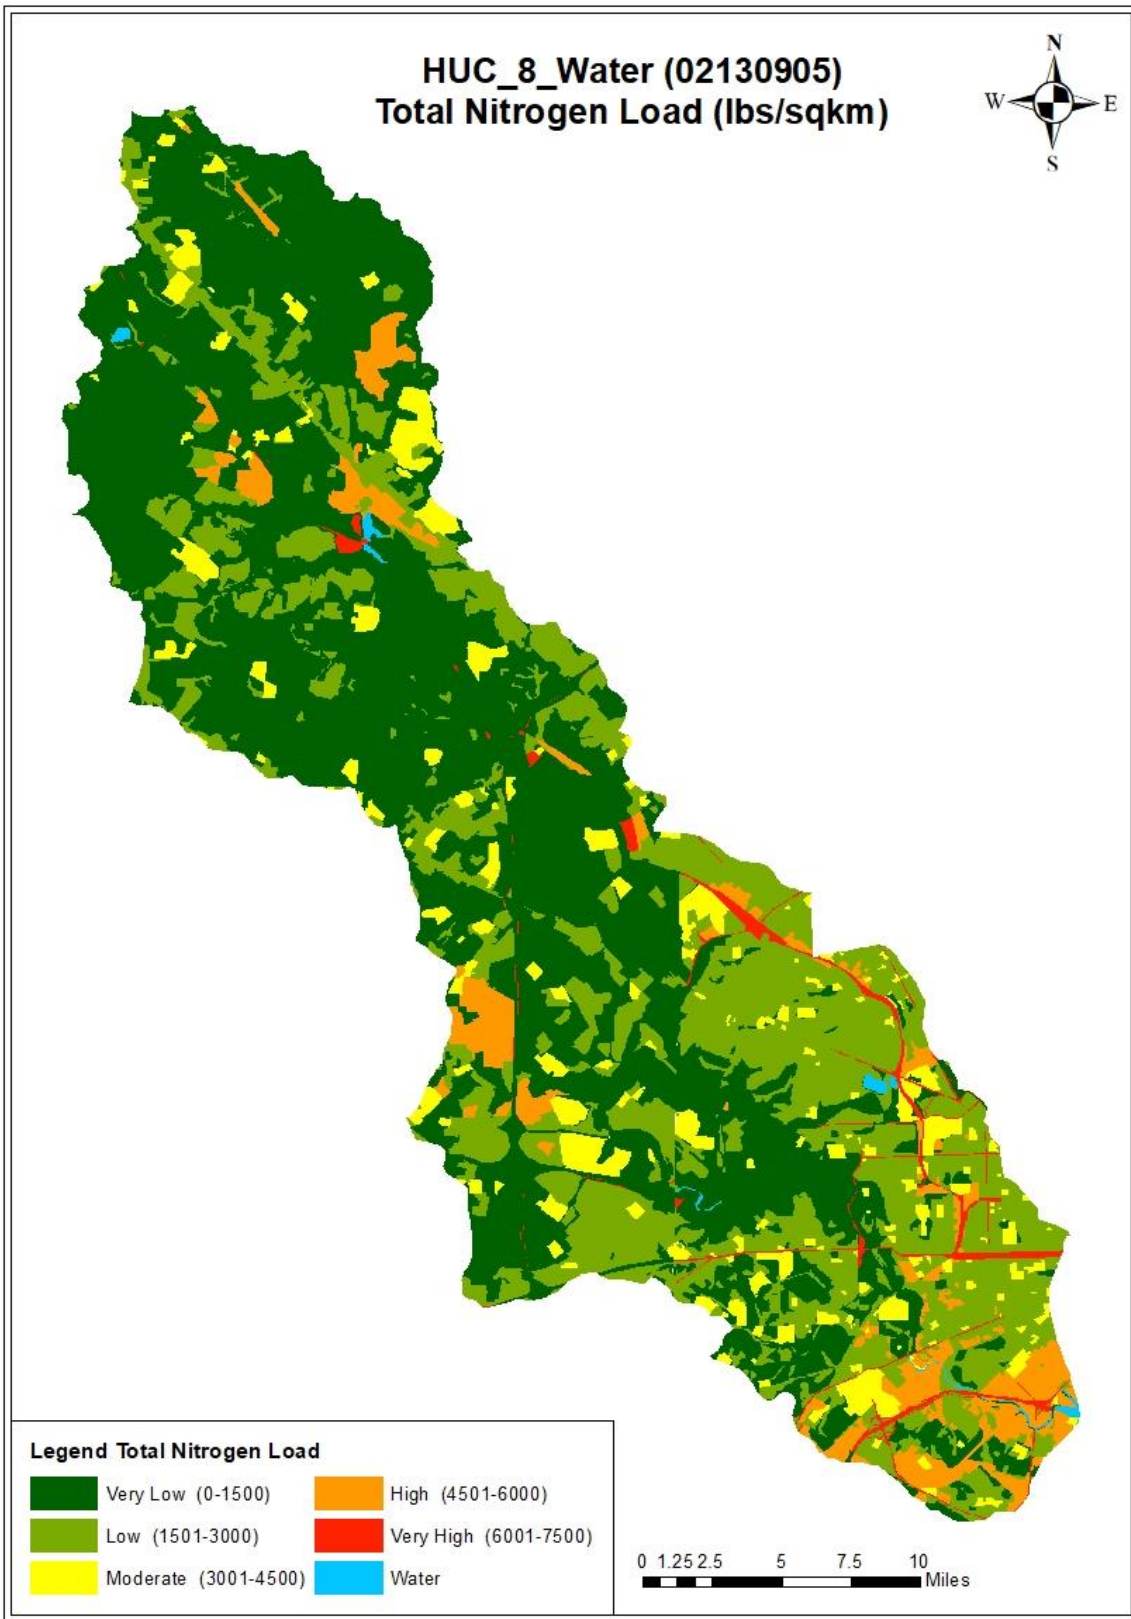 HUC_8_Water (02130905)
Total Nitrogen Load (lbs/sqkm)
N
W
E
S
Legend Total Nitrogen Load
Very Low (0-1500)
High (4501-6000)
Low (1501-3000)
Very High (6001-7500)
Moderate (3001-4500)
Water
0 1.25 2.5 5 7.5 10
Miles